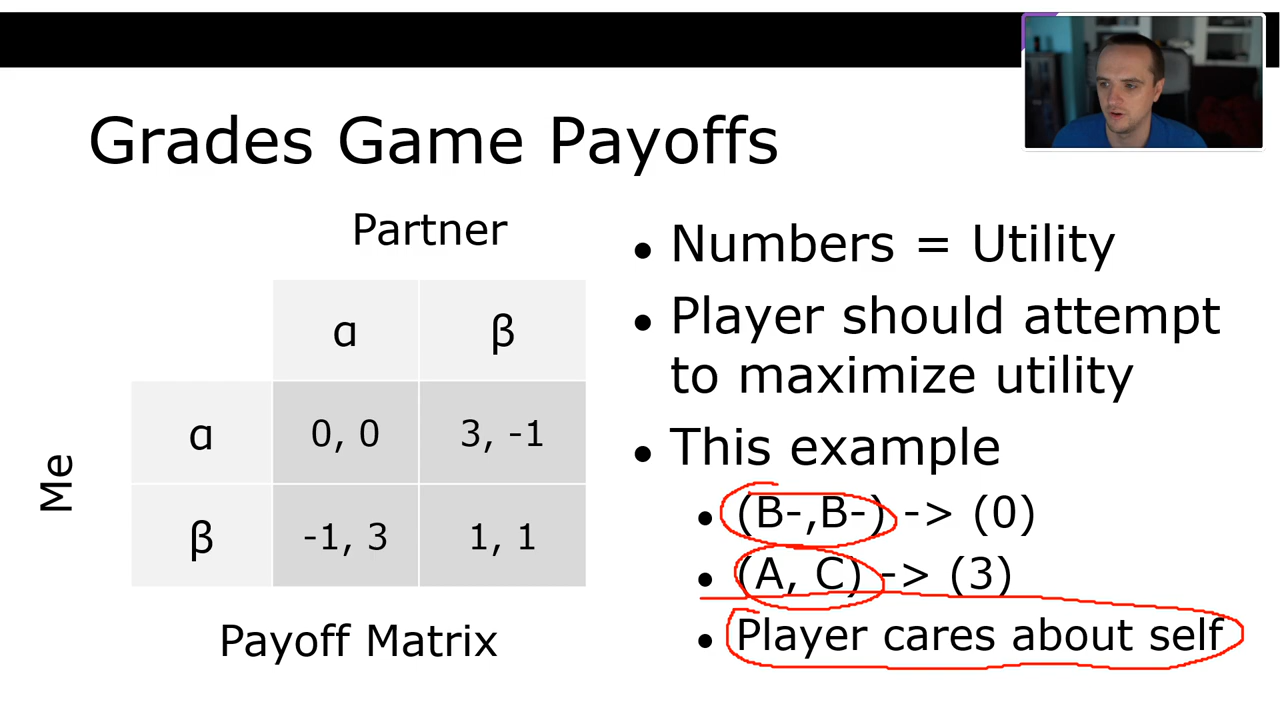 Grades Game Payoffs
Partner
α β
α 0, 0 3, -1
β -1, 3 1, 1
Me
Payoff Matrix
• Numbers = Utility
• Player should attempt
to maximize utility
• This example
• (B-,B-) -> (0)
• (A, C) -> (3)
• Player cares about self